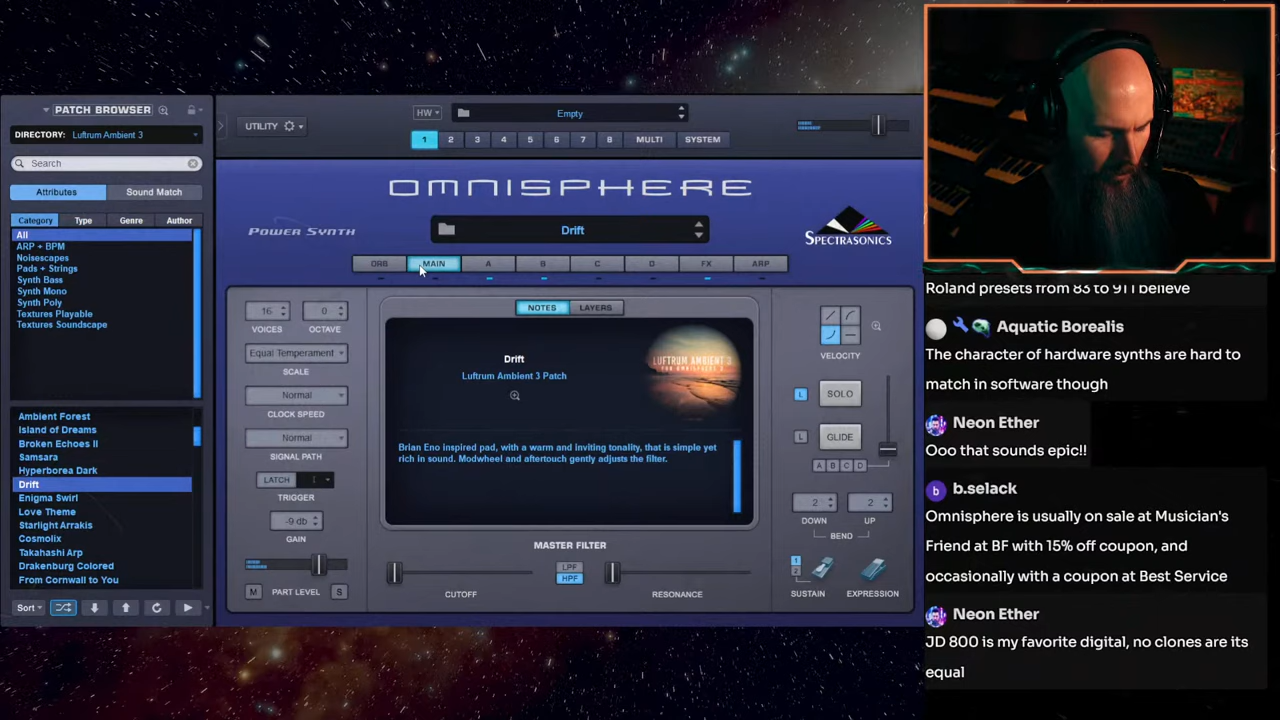 PATCH BROWSER
DIRECTORY: Luftrum Ambient 3
Search
Attributes Sound Match
Category Type Genre Author
All
ARP + BPM
Noisescapes
Pads + Strings
Synth Bass
Synth Mono
Synth Poly
Textures Playable
Textures Soundscape
Ambient Forest
Island of Dreams
Broken Echoes II
Samsara
Hyperborea Dark
Drift
Enigma Swirl
Love Theme
Starlight Arrakis
Cosmolix
Takahashi Arp
Drakenburg Colored
From Cornwall to You
Sort
UTILITY
HW
Empty
1 2 3 4 5 6 7 8 MULTI SYSTEM
OMNISPHERE
POWER SYNTH
Drift
SPECTRASONICS
ORB MAIN A B C D FX ARP
16 0
VOICES OCTAVE
Equal Temperament
SCALE
Normal
CLOCK SPEED
Normal
SIGNAL PATH
LATCH
TRIGGER
-9 db
GAIN
M PART LEVEL S
NOTES LAYERS
Drift
Luftrum Ambient 3 Patch
LUFTRUM AMBIENT 3
Brian Eno inspired pad, with a warm and inviting tonality, that is simple yet
rich in sound. Modwheel and aftertouch gently adjusts the filter.
MASTER FILTER
LPF
HPF
CUTOFF RESONANCE
VELOCITY
L SOLO
L GLIDE
A B C D
2 2
DOWN UP
BEND
1
2
SUSTAIN EXPRESSION
Roland presets from 83 to 91 I believe
Aquatic Borealis
The character of hardware synths are hard to
match in software though
Neon Ether
Ooo that sounds epic!!
b b.selack
Omnisphere is usually on sale at Musician's
Friend at BF with 15% off coupon, and
occasionally with a coupon at Best Service
Neon Ether
JD 800 is my favorite digital, no clones are its
equal